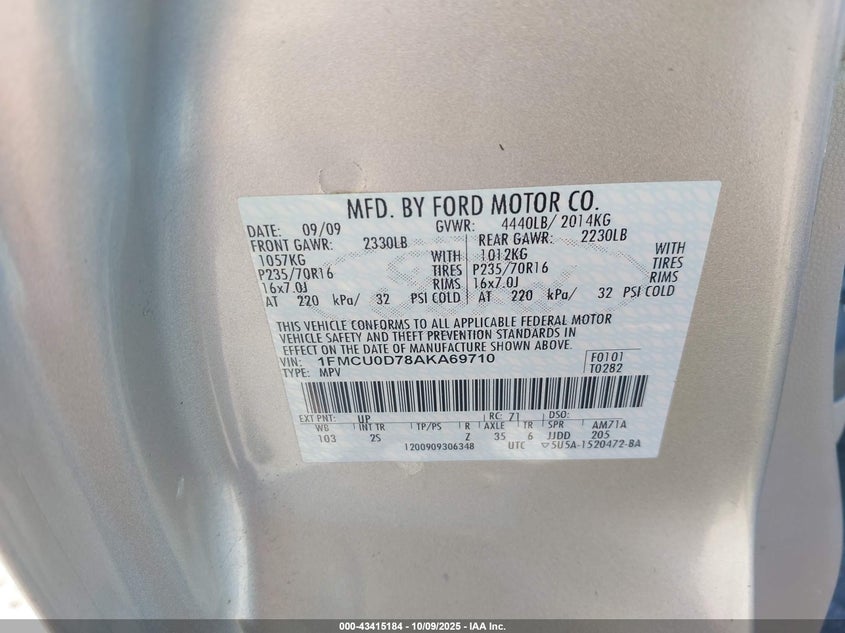 MFD. BY FORD MOTOR CO.
DATE: 09/09 GVWR: 4440LB/ 2014KG
FRONT GAWR: 2330LB REAR GAWR: 2230LB
1057KG WITH 1012KG WITH
P235/70R16 TIRES P235/70R16 TIRES
16x7.0J RIMS 16x7.0J RIMS
AT 220 kPa/ 32 PSI COLD AT 220 kPa/ 32 PSI COLD
THIS VEHICLE CONFORMS TO ALL APPLICABLE FEDERAL MOTOR
VEHICLE SAFETY AND THEFT PREVENTION STANDARDS IN
EFFECT ON THE DATE OF MANUFACTURE SHOWN ABOVE.
VIN: 1FMCU0D78AKA69710 F0101
TYPE: MPV T0282
EXT PNT: UP RC: 71 DSO:
WB INT TR TP/PS R AXLE TR SPR AM71A
103 2S Z 35 6 JJDD 205
1200909306348 UTC 5U5A-1520472-BA
000-43415184 - 10/09/2025 - IAA Inc.